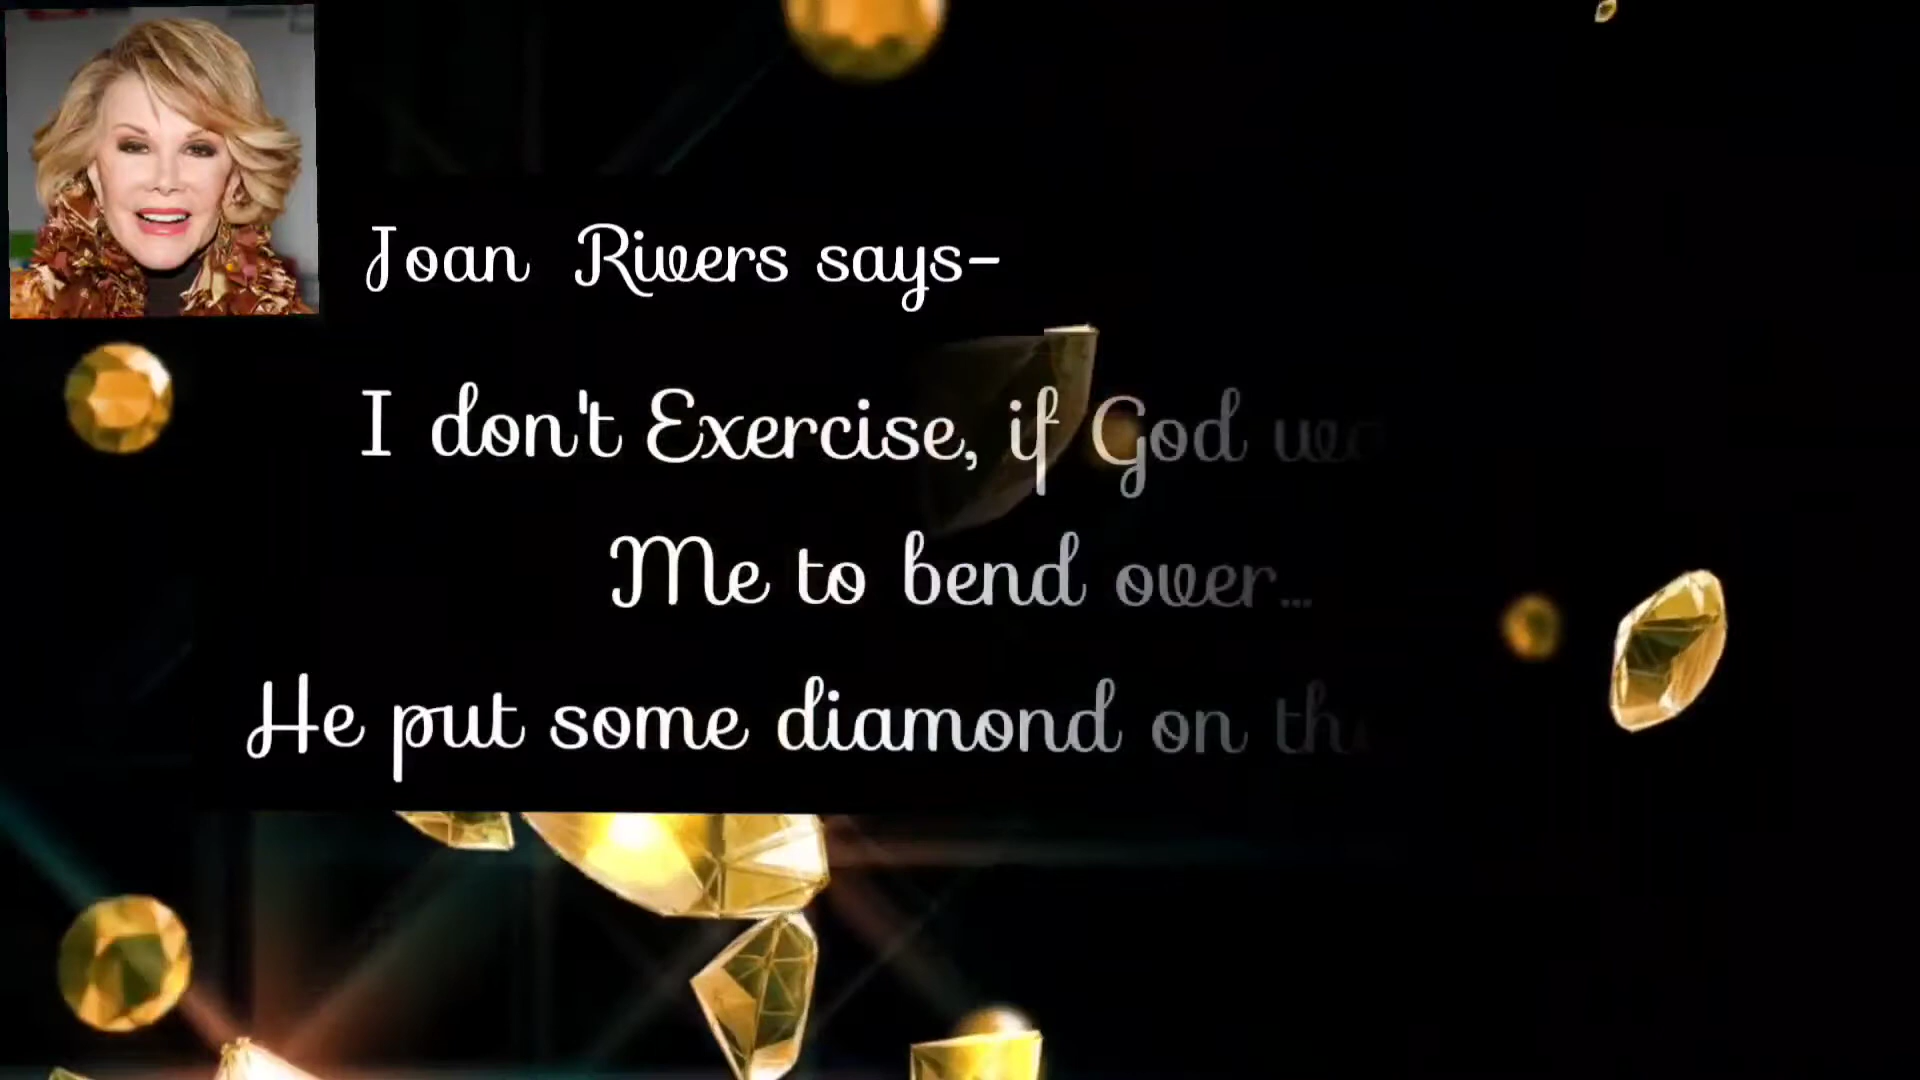 Joan Rivers says-
I don't Exercise, if God
Me to bend over...
He put some diamond on